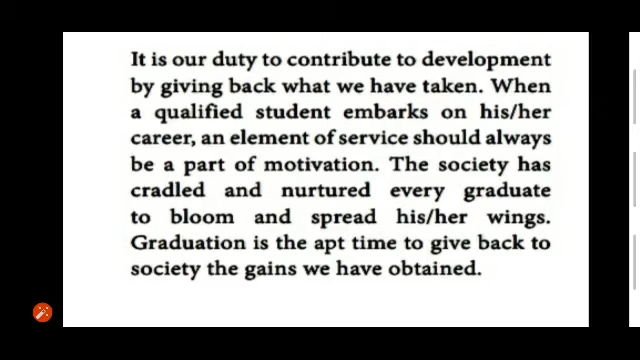 It is our duty to contribute to development
by giving back what we have taken. When
a qualified student embarks on his/her
career, an element of service should always
be a part of motivation. The society has
cradled and nurtured every graduate
to bloom and spread his/her wings.
Graduation is the apt time to give back to
society the gains we have obtained.